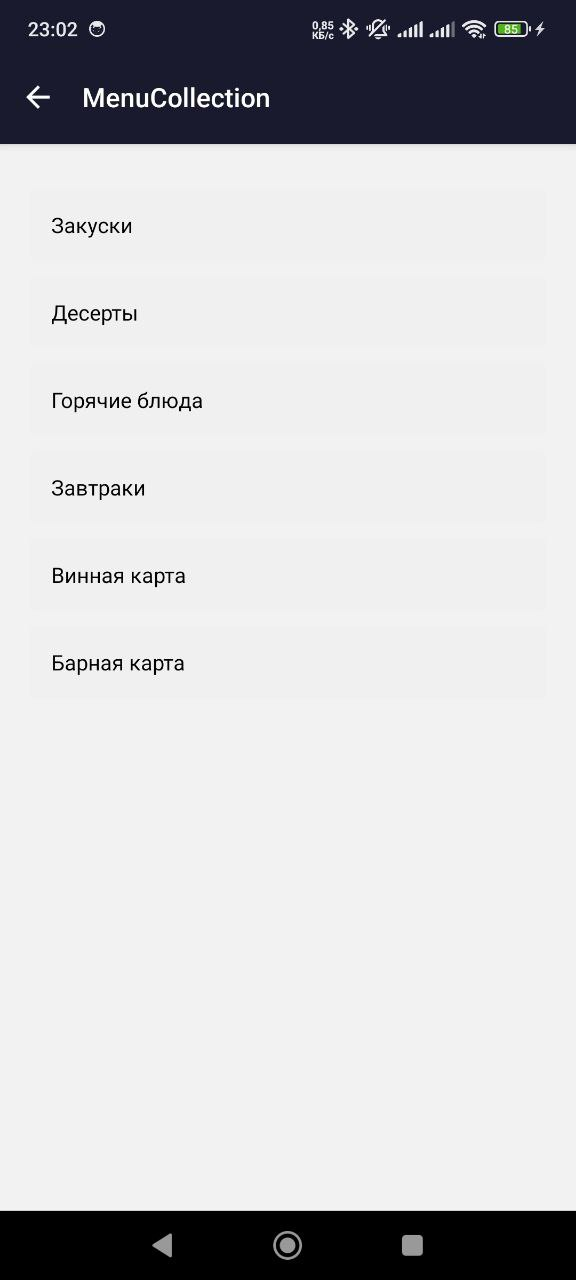 23:02
0,85
КБ/с
85
MenuCollection
Закуски
Десерты
Горячие блюда
Завтраки
Винная карта
Барная карта